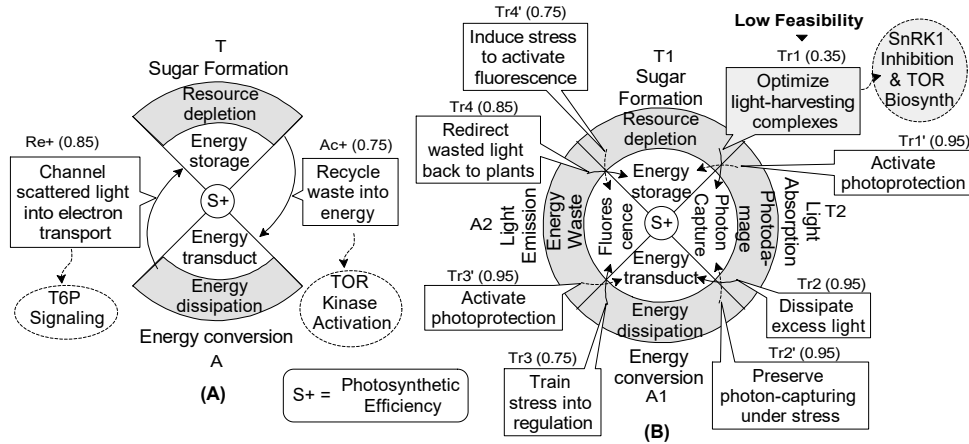 T
Sugar Formation
Resource depletion
Energy
storage
S+
Energy
transduct
Energy dissipation
Energy conversion
A
(A)
Re+ (0.85)
Channel
scattered light
into electron
transport
T6P
Signaling
Ac+ (0.75)
Recycle
waste into
energy
TOR
Kinase
Activation
S+ = Photosynthetic
Efficiency
Tr4' (0.75)
Induce stress
to activate
fluorescence
Tr4 (0.85)
Redirect
wasted light
back to plants
T1
Sugar
Formation
Resource depletion
Energy
storage
Low Feasibility
Tr1 (0.35)
Optimize
light-harvesting
complexes
SnRK1
Inhibition
& TOR
Biosynth
Tr1' (0.95)
Activate
photoprotection
A2
Light
Emission
Energy
Waste
Fluores
cence
S+
Photon
Capture
Photoda-
mage
Light
Absorption
T2
Energy
transduct
Energy dissipation
Energy
conversion
A1
Tr3' (0.95)
Activate
photoprotection
Tr3 (0.75)
Train
stress into
regulation
Tr2 (0.95)
Dissipate
excess light
Tr2' (0.95)
Preserve
photon-capturing
under stress
(B)